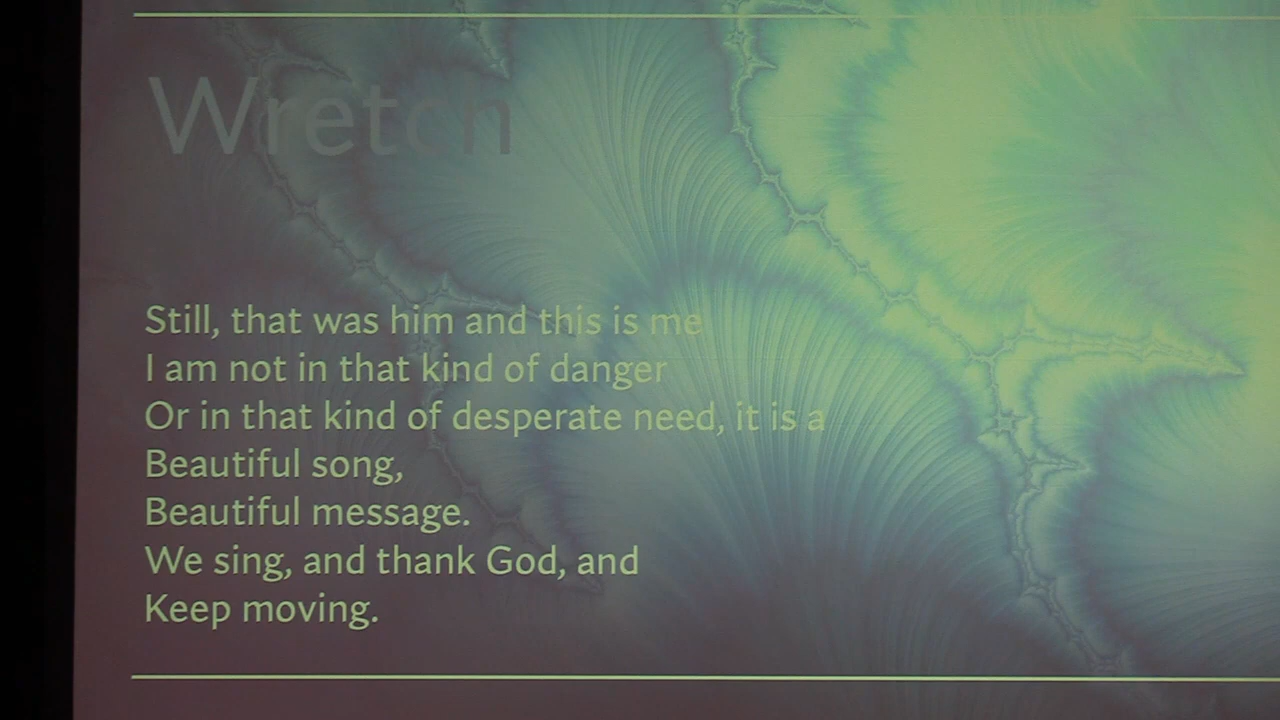 Wretch
Still, that was him and this is me
I am not in that kind of danger
Or in that kind of desperate need, it is a
Beautiful song,
Beautiful message.
We sing, and thank God, and
Keep moving.